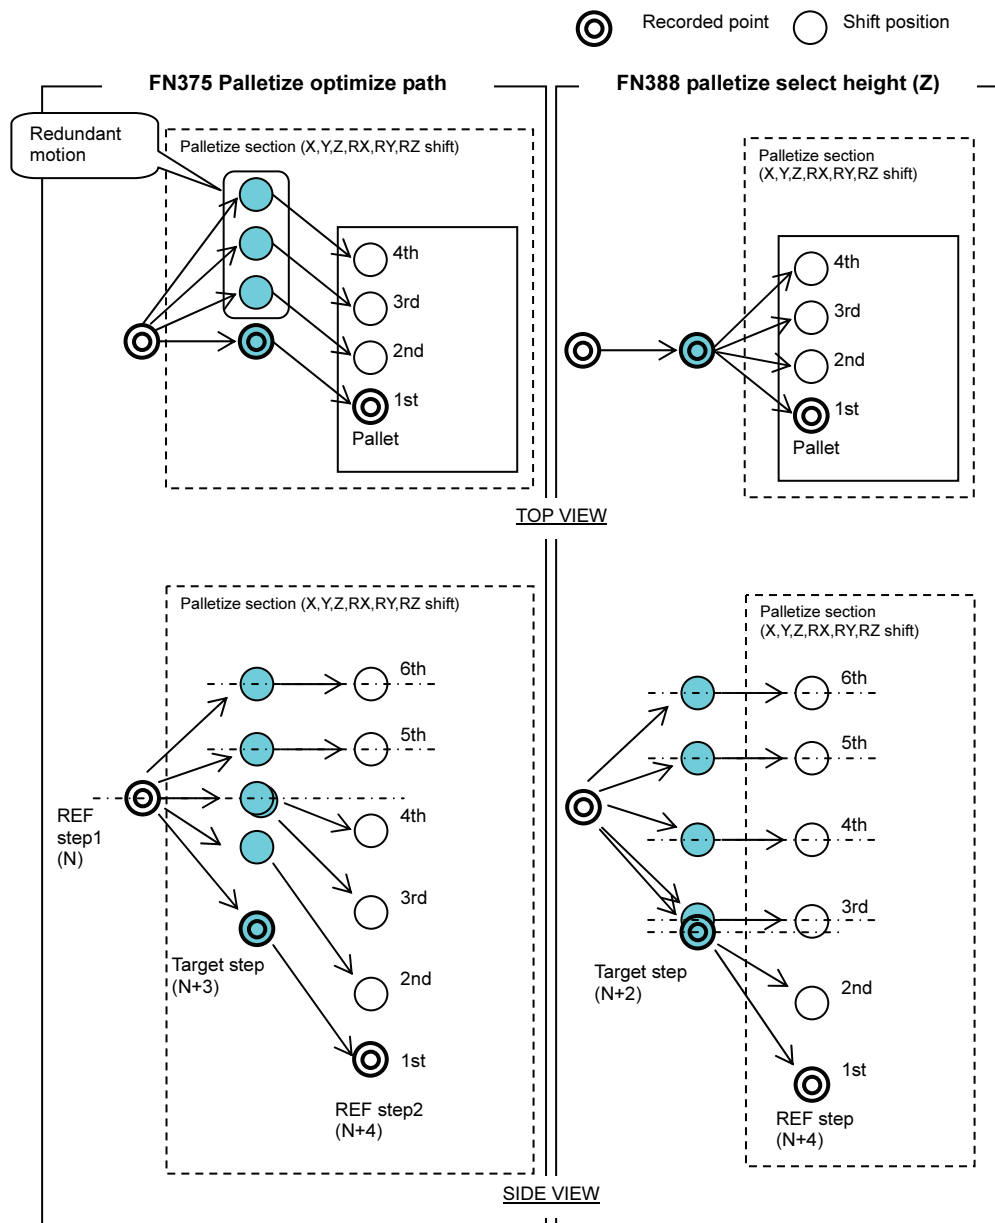 Recorded point
Shift position
FN375 Palletize optimize path
FN388 palletize select height (Z)
Redundant
motion
Palletize section (X,Y,Z,RX,RY,RZ shift)
4th
3rd
2nd
1st
Pallet
Palletize section
(X,Y,Z,RX,RY,RZ shift)
4th
3rd
2nd
1st
Pallet
TOP VIEW
Palletize section (X,Y,Z,RX,RY,RZ shift)
6th
5th
4th
3rd
2nd
1st
REF
step1
(N)
Target step
(N+3)
REF step2
(N+4)
Palletize section
(X,Y,Z,RX,RY,RZ shift)
6th
5th
4th
3rd
2nd
1st
Target step
(N+2)
REF step
(N+4)
SIDE VIEW